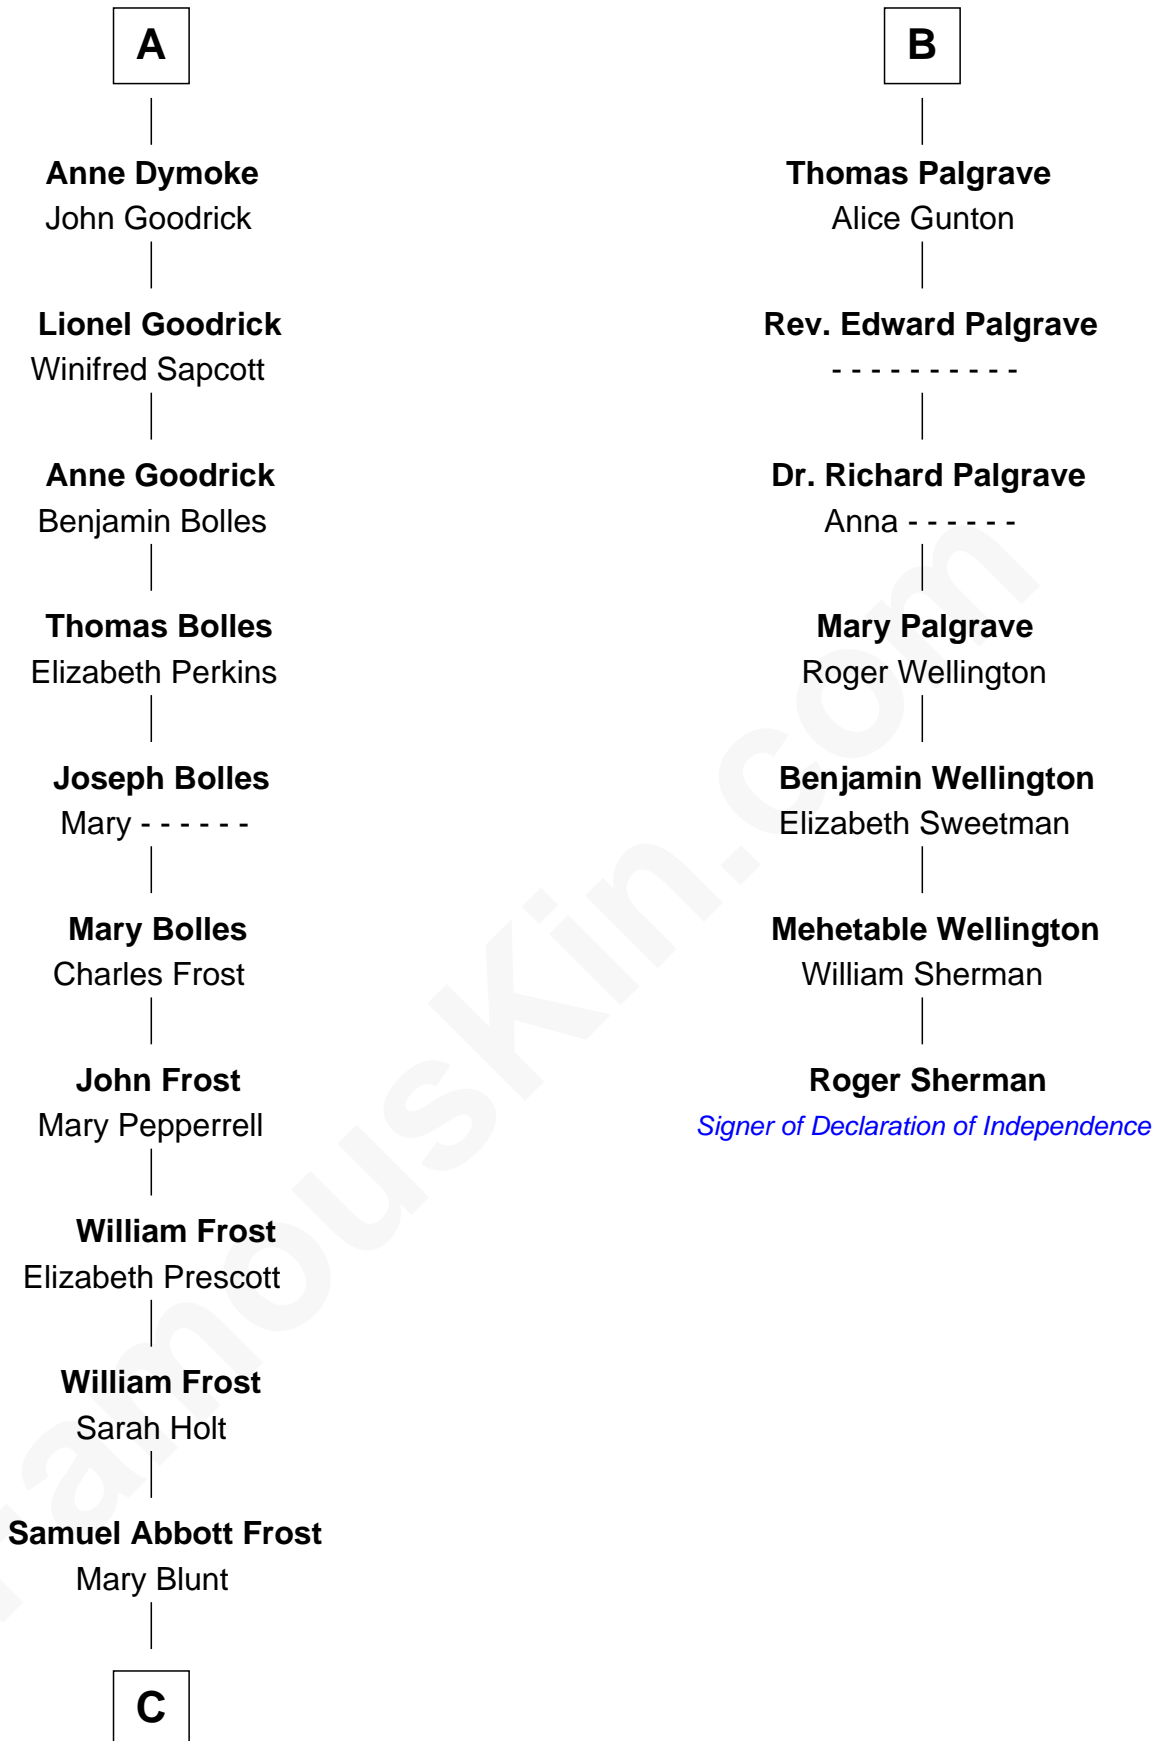 A
Anne Dymoke
John Goodrick
Lionel Goodrick
Winifred Sapcott
Anne Goodrick
Benjamin Bolles
Thomas Bolles
Elizabeth Perkins
Joseph Bolles
Mary - - - - - -
Mary Bolles
Charles Frost
John Frost
Mary Pepperrell
William Frost
Elizabeth Prescott
William Frost
Sarah Holt
Samuel Abbott Frost
Mary Blunt
C
B
Thomas Palgrave
Alice Gunton
Rev. Edward Palgrave
- - - - - - - - - -
Dr. Richard Palgrave
Anna - - - - - -
Mary Palgrave
Roger Wellington
Benjamin Wellington
Elizabeth Sweetman
Mehetable Wellington
William Sherman
Roger Sherman
Signer of Declaration of Independence
FamousKin.com